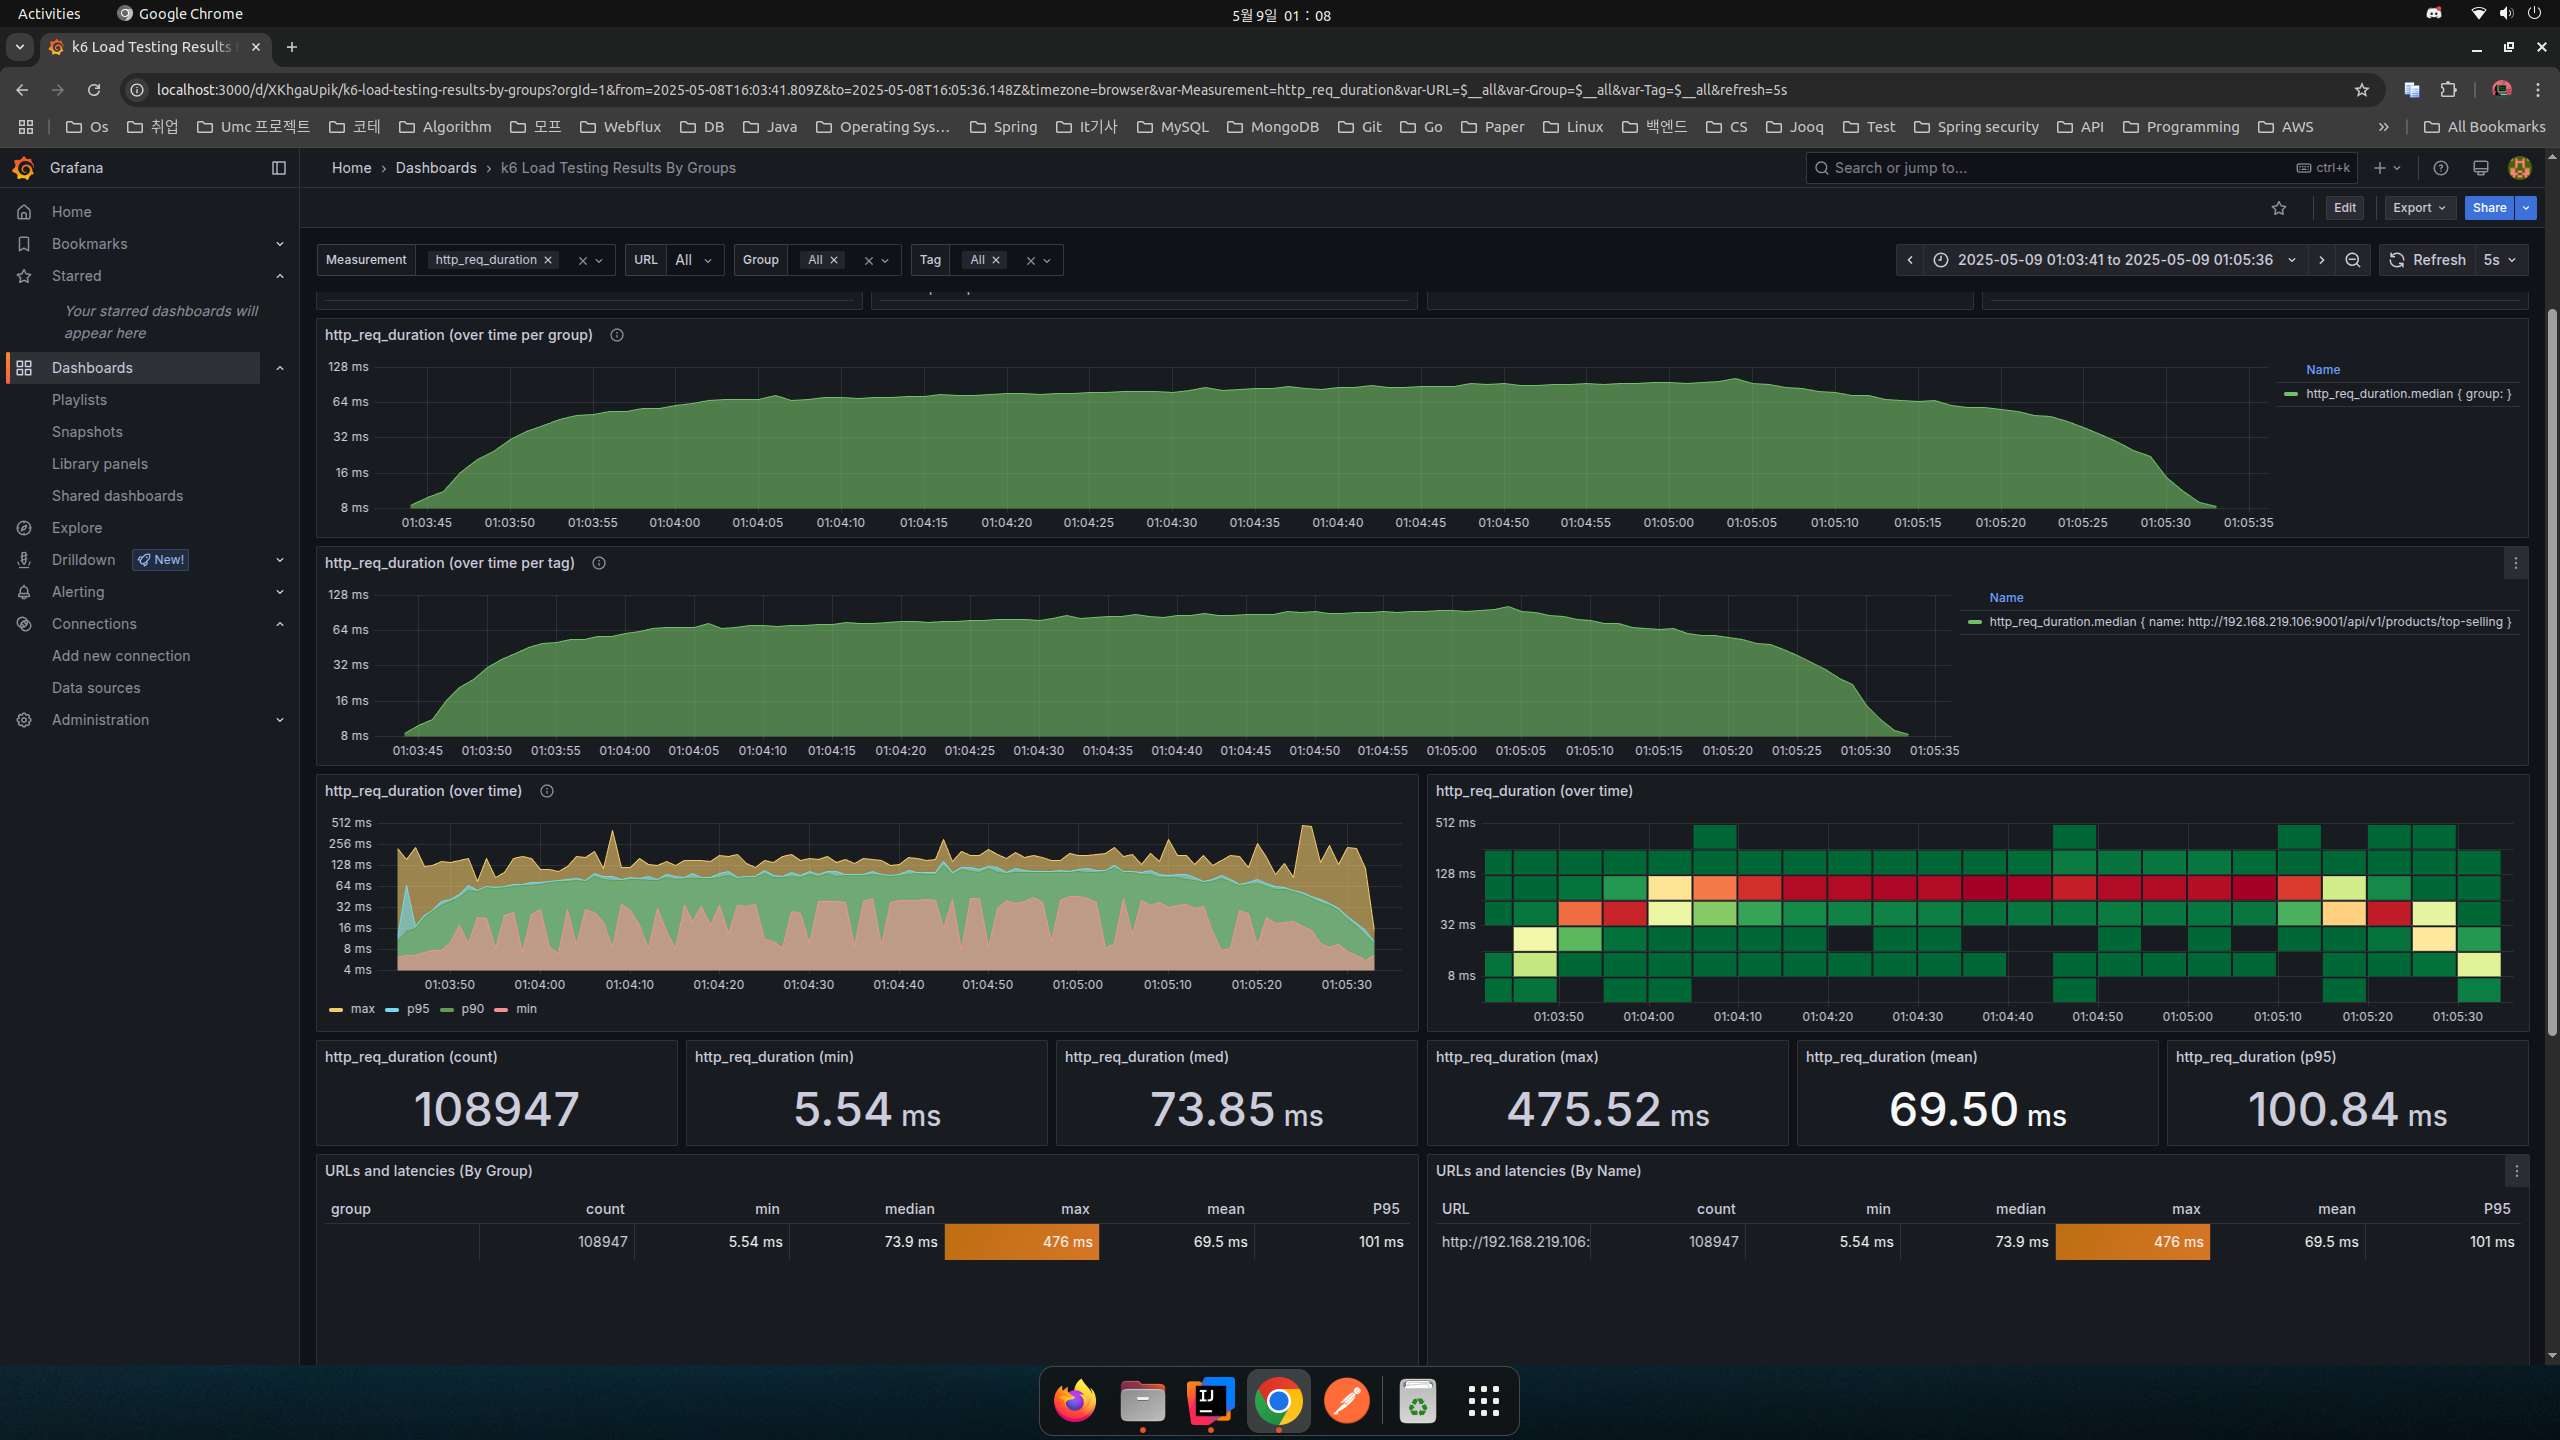 Activities
Google Chrome
5월 9일 01 : 08
k6 Load Testing Results
localhost:3000/d/XKhgaUpik/k6-load-testing-results-by-groups?orgId=1&from=2025-05-08T16:03:41.809Z&to=2025-05-08T16:05:36.148Z&timezone=browser&var-Measurement=http_req_duration&var-URL=$__all&var-Group=$__all&var-Tag=$__all&refresh=5s
Os 취업 Umc 프로젝트 코테 Algorithm 모프 Webflux DB Java Operating Sys... Spring It기사 MySQL MongoDB Git Go Paper Linux 백엔드 CS Jooq Test Spring security API Programming AWS » All Bookmarks
Grafana
Home › Dashboards › k6 Load Testing Results By Groups
Search or jump to... ctrl+k
Edit Export Share
Home
Bookmarks
Starred
Your starred dashboards will
appear here
Dashboards
Playlists
Snapshots
Library panels
Shared dashboards
Explore
Drilldown New!
Alerting
Connections
Add new connection
Data sources
Administration
Measurement http_req_duration URL All Group All Tag All
2025-05-09 01:03:41 to 2025-05-09 01:05:36 Refresh 5s
http_req_duration (over time per group)
128 ms
64 ms
32 ms
16 ms
8 ms
01:03:45 01:03:50 01:03:55 01:04:00 01:04:05 01:04:10 01:04:15 01:04:20 01:04:25 01:04:30 01:04:35 01:04:40 01:04:45 01:04:50 01:04:55 01:05:00 01:05:05 01:05:10 01:05:15 01:05:20 01:05:25 01:05:30 01:05:35
Name
http_req_duration.median { group: }
http_req_duration (over time per tag)
128 ms
64 ms
32 ms
16 ms
8 ms
01:03:45 01:03:50 01:03:55 01:04:00 01:04:05 01:04:10 01:04:15 01:04:20 01:04:25 01:04:30 01:04:35 01:04:40 01:04:45 01:04:50 01:04:55 01:05:00 01:05:05 01:05:10 01:05:15 01:05:20 01:05:25 01:05:30 01:05:35
Name
http_req_duration.median { name: http://192.168.219.106:9001/api/v1/products/top-selling }
http_req_duration (over time)
512 ms
256 ms
128 ms
64 ms
32 ms
16 ms
8 ms
4 ms
01:03:50 01:04:00 01:04:10 01:04:20 01:04:30 01:04:40 01:04:50 01:05:00 01:05:10 01:05:20 01:05:30
max p95 p90 min
http_req_duration (over time)
512 ms
128 ms
32 ms
8 ms
01:03:50 01:04:00 01:04:10 01:04:20 01:04:30 01:04:40 01:04:50 01:05:00 01:05:10 01:05:20 01:05:30
http_req_duration (count)
108947
http_req_duration (min)
5.54 ms
http_req_duration (med)
73.85 ms
http_req_duration (max)
475.52 ms
http_req_duration (mean)
69.50 ms
http_req_duration (p95)
100.84 ms
URLs and latencies (By Group)
group count min median max mean P95
108947 5.54 ms 73.9 ms 476 ms 69.5 ms 101 ms
URLs and latencies (By Name)
URL count min median max mean P95
http://192.168.219.106: 108947 5.54 ms 73.9 ms 476 ms 69.5 ms 101 ms
IJ